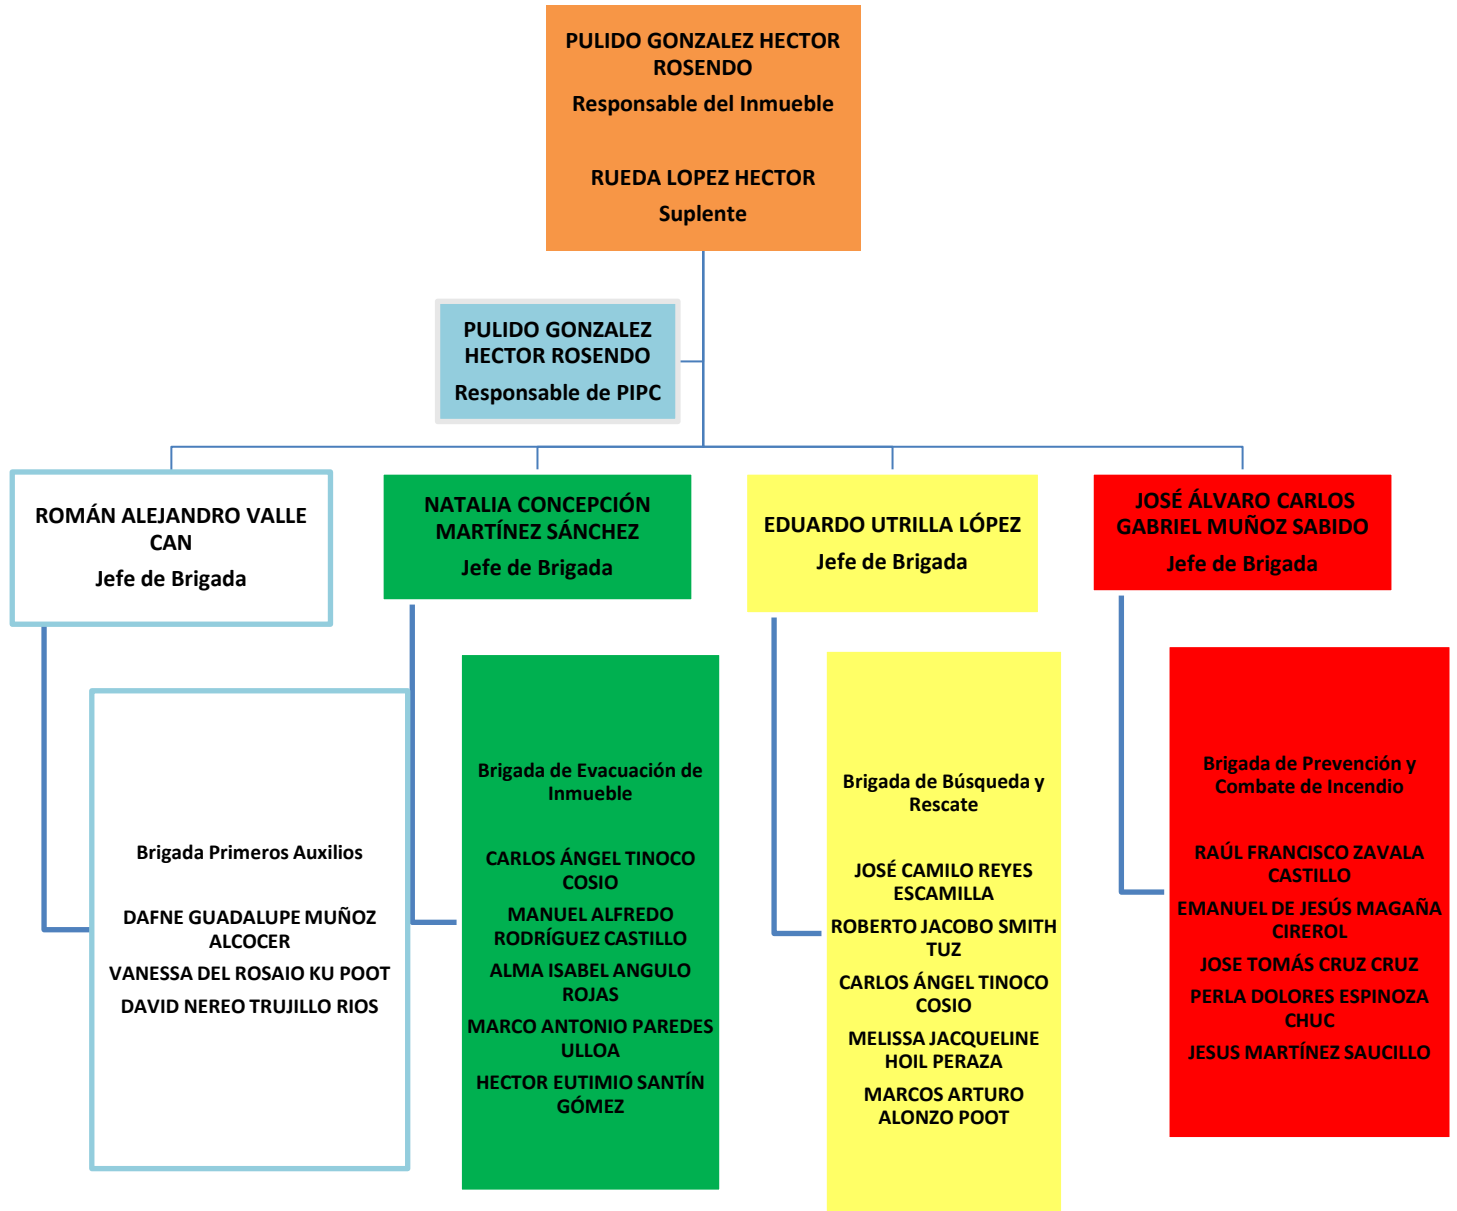 PULIDO GONZALEZ HECTOR
ROSENDO
Responsable del Inmueble
RUEDA LOPEZ HECTOR
Suplente
PULIDO GONZALEZ
HECTOR ROSENDO
Responsable de PIPC
ROMÁN ALEJANDRO VALLE
CAN
Jefe de Brigada
NATALIA CONCEPCIÓN
MARTÍNEZ SÁNCHEZ
Jefe de Brigada
EDUARDO UTRILLA LÓPEZ
Jefe de Brigada
JOSÉ ÁLVARO CARLOS
GABRIEL MUÑOZ SABIDO
Jefe de Brigada
Brigada Primeros Auxilios
DAFNE GUADALUPE MUÑOZ
ALCOCER
VANESSA DEL ROSAIO KU POOT
DAVID NEREO TRUJILLO RIOS
Brigada de Evacuación de
Inmueble
CARLOS ÁNGEL TINOCO
COSIO
MANUEL ALFREDO
RODRÍGUEZ CASTILLO
ALMA ISABEL ANGULO
ROJAS
MARCO ANTONIO PAREDES
ULLOA
HECTOR EUTIMIO SANTÍN
GÓMEZ
Brigada de Búsqueda y
Rescate
JOSÉ CAMILO REYES
ESCAMILLA
ROBERTO JACOBO SMITH
TUZ
CARLOS ÁNGEL TINOCO
COSIO
MELISSA JACQUELINE
HOIL PERAZA
MARCOS ARTURO
ALONZO POOT
Brigada de Prevención y
Combate de Incendio
RAÚL FRANCISCO ZAVALA
CASTILLO
EMANUEL DE JESÚS MAGAÑA
CIREROL
JOSE TOMÁS CRUZ CRUZ
PERLA DOLORES ESPINOZA
CHUC
JESUS MARTÍNEZ SAUCILLO